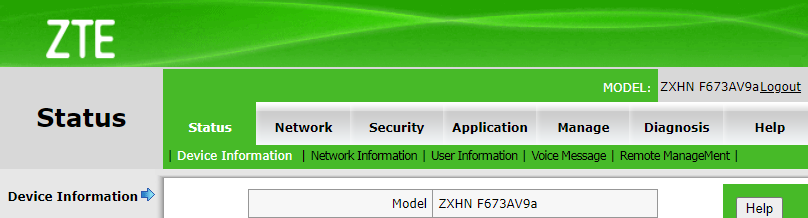 ZTE
MODEL: ZXHN F673AV9aLogout
Status
Status Network Security Application Manage Diagnosis Help
| Device Information | Network Information | User Information | Voice Message | Remote ManageMent |
Device Information
Model ZXHN F673AV9a
Help